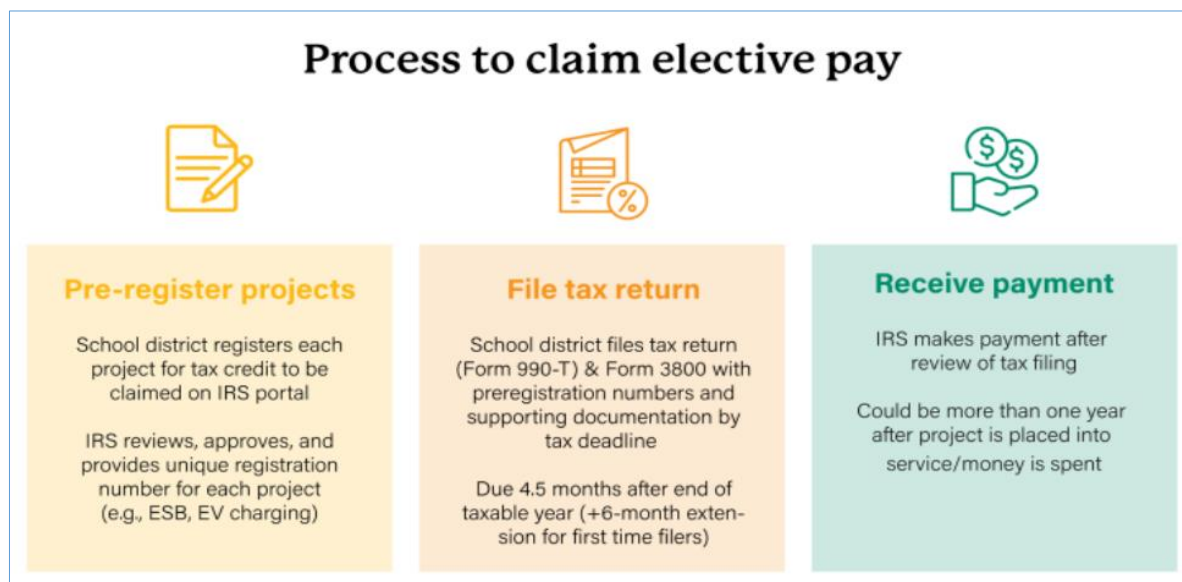 Process to claim elective pay
Pre-register projects
School district registers each
project for tax credit to be
claimed on IRS portal
IRS reviews, approves, and
provides unique registration
number for each project
(e.g., ESB, EV charging)
File tax return
School district files tax return
(Form 990-T) & Form 3800 with
preregistration numbers and
supporting documentation by
tax deadline
Due 4.5 months after end of
taxable year (+6-month exten-
sion for first time filers)
Receive payment
IRS makes payment after
review of tax filing
Could be more than one year
after project is placed into
service/money is spent